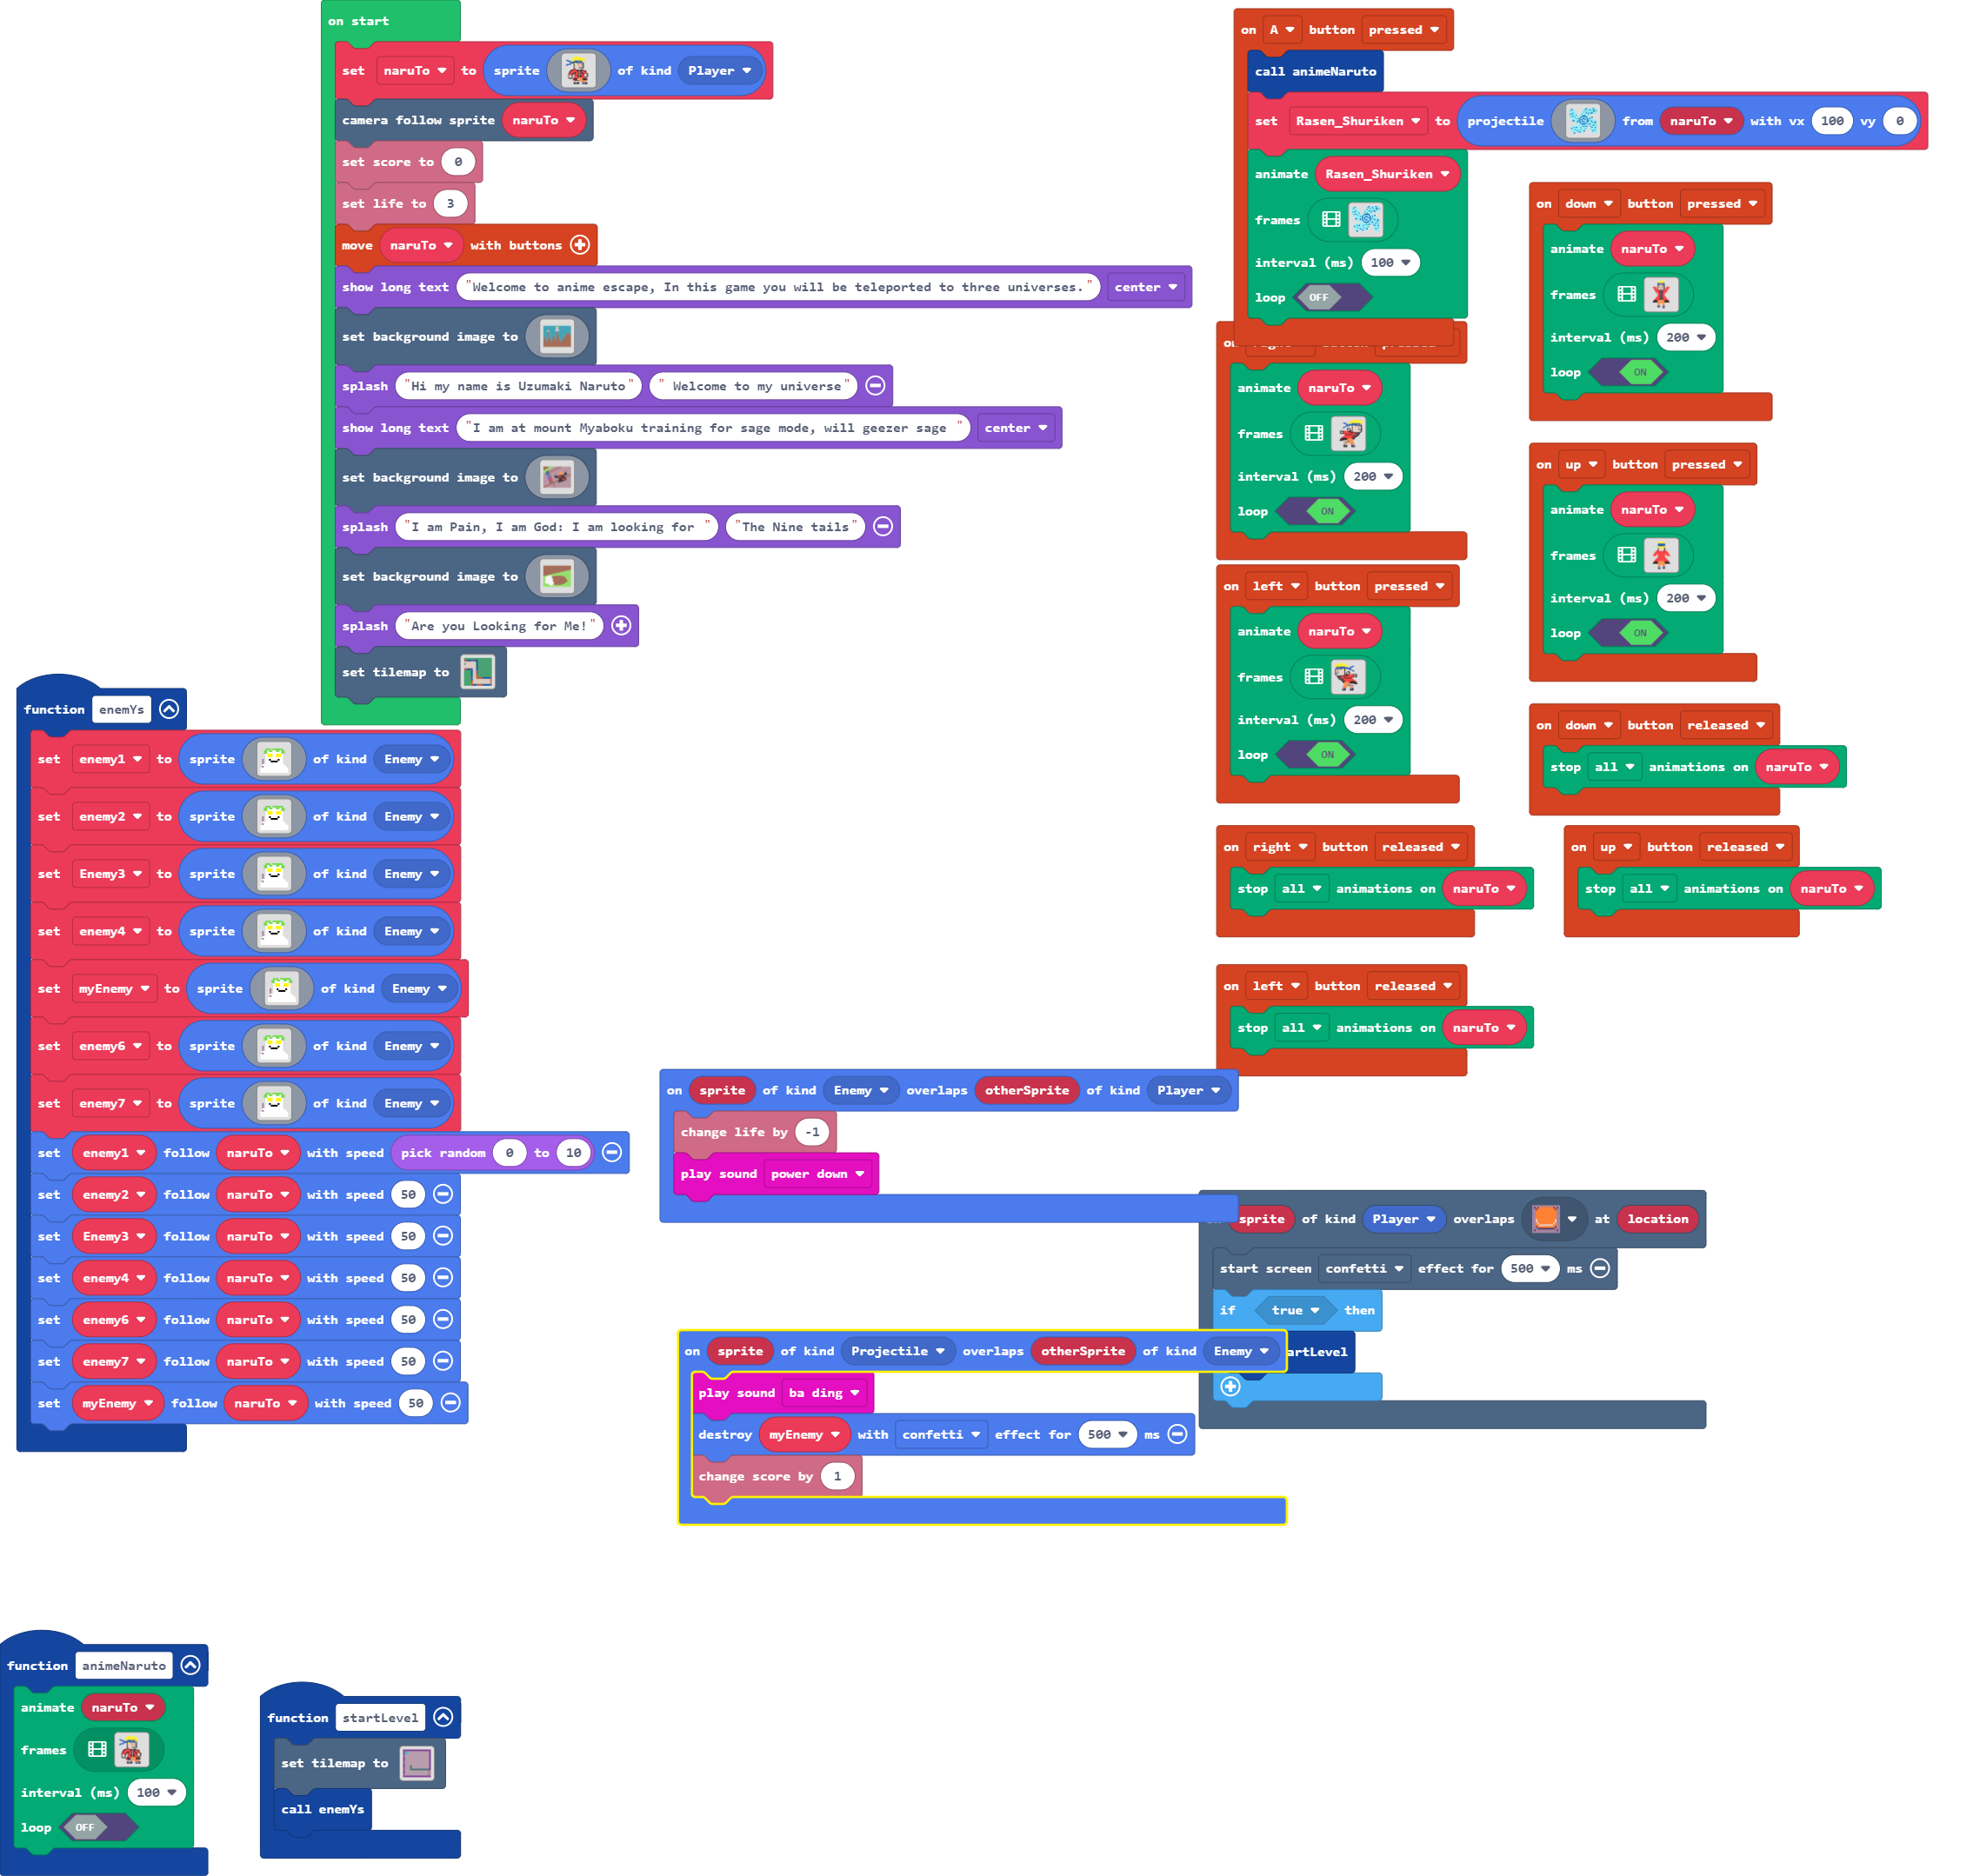 on start
set naruTo to sprite of kind Player
camera follow sprite naruTo
set score to 0
set life to 3
move naruTo with buttons
show long text "Welcome to anime escape, In this game you will be teleported to three universes." center
set background image to
splash "Hi my name is Uzumaki Naruto" " Welcome to my universe"
show long text "I am at mount Myaboku training for sage mode, will geezer sage " center
set background image to
splash "I am Pain, I am God: I am looking for " "The Nine tails"
set background image to
splash "Are you Looking for Me!"
set tilemap to
function enemYs
set enemy1 to sprite of kind Enemy
set enemy2 to sprite of kind Enemy
set Enemy3 to sprite of kind Enemy
set enemy4 to sprite of kind Enemy
set myEnemy to sprite of kind Enemy
set enemy6 to sprite of kind Enemy
set enemy7 to sprite of kind Enemy
set enemy1 follow naruTo with speed pick random 0 to 10
set enemy2 follow naruTo with speed 50
set Enemy3 follow naruTo with speed 50
set enemy4 follow naruTo with speed 50
set enemy6 follow naruTo with speed 50
set enemy7 follow naruTo with speed 50
set myEnemy follow naruTo with speed 50
on A button pressed
call animeNaruto
set Rasen_Shuriken to projectile from naruTo with vx 100 vy 0
animate Rasen_Shuriken
frames
interval (ms) 100
loop OFF
animate naruTo
frames
interval (ms) 200
loop ON
on left button pressed
animate naruTo
frames
interval (ms) 200
loop ON
on right button released
stop all animations on naruTo
on left button released
stop all animations on naruTo
on down button pressed
animate naruTo
frames
interval (ms) 200
loop ON
on up button pressed
animate naruTo
frames
interval (ms) 200
loop ON
on down button released
stop all animations on naruTo
on up button released
stop all animations on naruTo
on sprite of kind Enemy overlaps otherSprite of kind Player
change life by -1
play sound power down
sprite of kind Player overlaps at location
start screen confetti effect for 500 ms
if true then
artLevel
on sprite of kind Projectile overlaps otherSprite of kind Enemy
play sound ba ding
destroy myEnemy with confetti effect for 500 ms
change score by 1
function animeNaruto
animate naruTo
frames
interval (ms) 100
loop OFF
function startLevel
set tilemap to
call enemYs